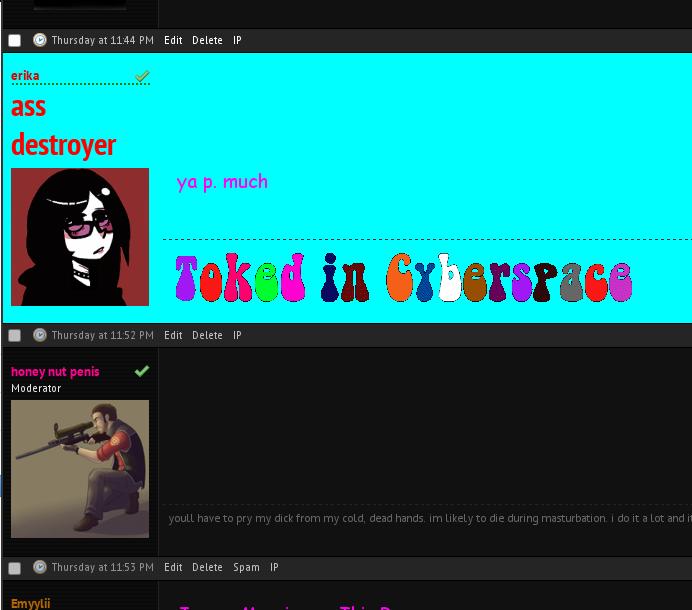 Thursday at 11:44 PM Edit Delete IP
erika
ass
destroyer
ya p. much
Toked in Cyberspace
Thursday at 11:52 PM Edit Delete IP
honey nut penis
Moderator
youll have to pry my dick from my cold, dead hands. im likely to die during masturbation. i do it a lot and it
Thursday at 11:53 PM Edit Delete Spam IP
Emyylii